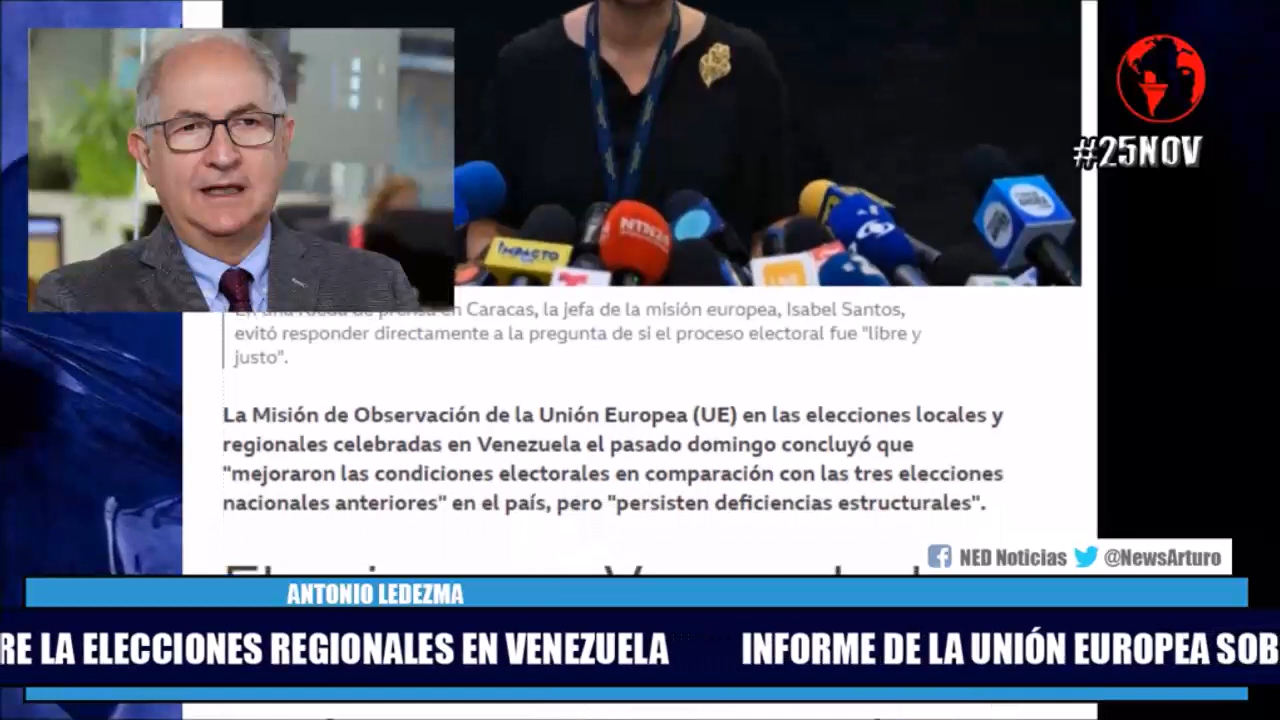 #25NOV
IMPACTO
NTN24
En una rueda de prensa en Caracas, la jefa de la misión europea, Isabel Santos,
evitó responder directamente a la pregunta de si el proceso electoral fue "libre y
justo".
La Misión de Observación de la Unión Europea (UE) en las elecciones locales y
regionales celebradas en Venezuela el pasado domingo concluyó que
"mejoraron las condiciones electorales en comparación con las tres elecciones
nacionales anteriores" en el país, pero "persisten deficiencias estructurales".
NED Noticias @NewsArturo
ANTONIO LEDEZMA
RE LA ELECCIONES REGIONALES EN VENEZUELA INFORME DE LA UNIÓN EUROPEA SOB